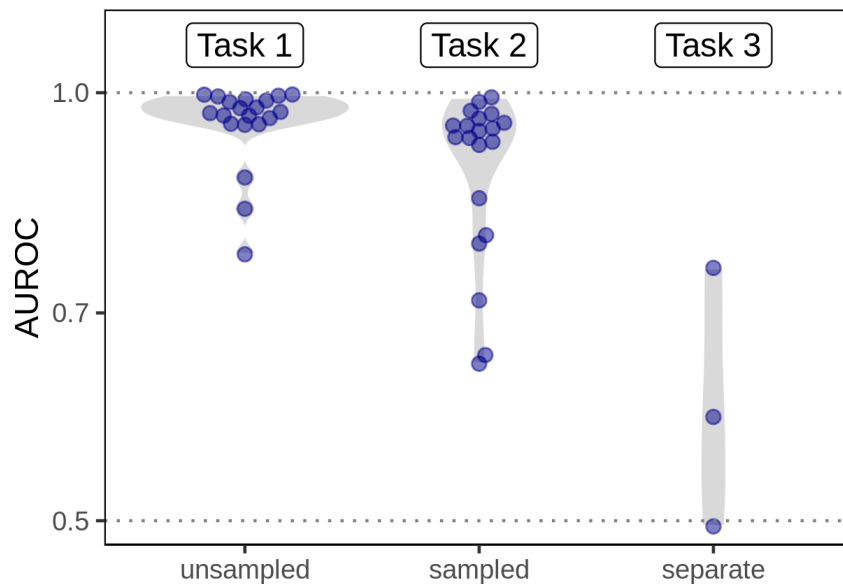 Task 1
Task 2
Task 3
1.0
AUROC
0.7
0.5
unsampled
sampled
separate